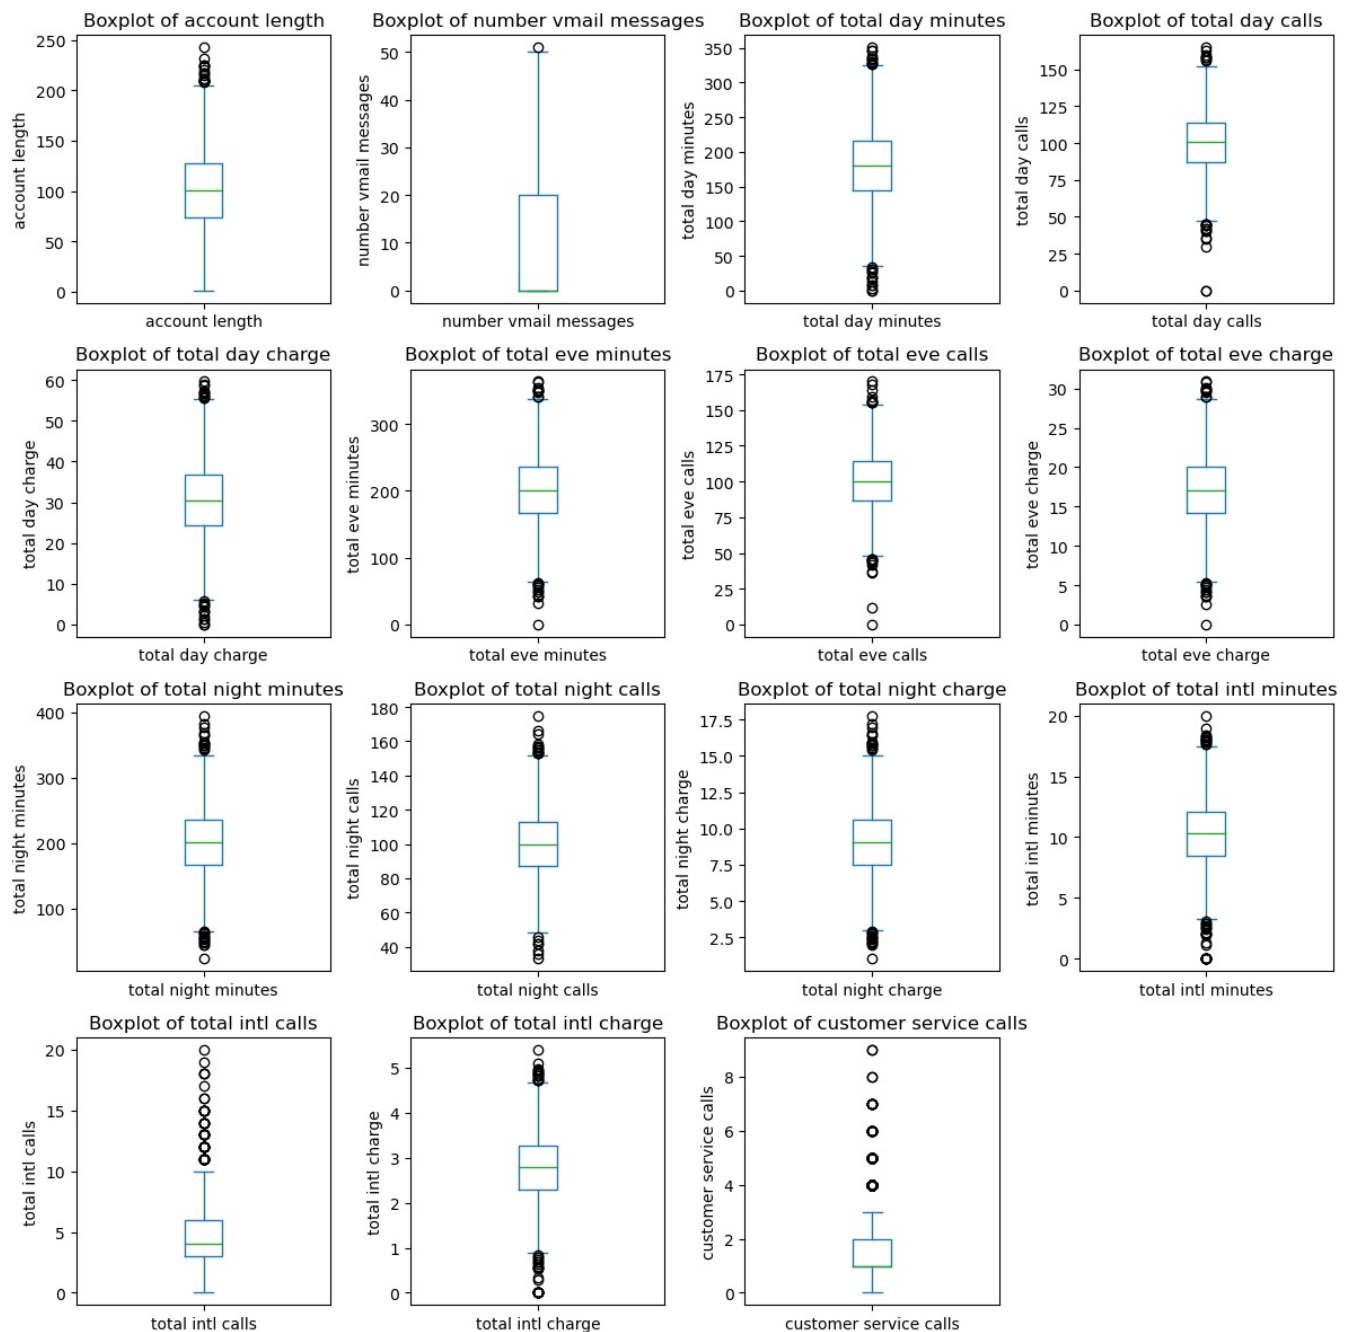 Boxplot of account length
250
200
150
100
50
0
account length
account length
Boxplot of number vmail messages
50
40
30
20
10
0
number vmail messages
number vmail messages
Boxplot of total day minutes
350
300
250
200
150
100
50
0
total day minutes
total day minutes
Boxplot of total day calls
150
125
100
75
50
25
0
total day calls
total day calls
Boxplot of total day charge
60
50
40
30
20
10
0
total day charge
total day charge
Boxplot of total eve minutes
300
200
100
0
total eve minutes
total eve minutes
Boxplot of total eve calls
175
150
125
100
75
50
25
0
total eve calls
total eve calls
Boxplot of total eve charge
30
25
20
15
10
5
0
total eve charge
total eve charge
Boxplot of total night minutes
400
300
200
100
total night minutes
total night minutes
Boxplot of total night calls
180
160
140
120
100
80
60
40
total night calls
total night calls
Boxplot of total night charge
17.5
15.0
12.5
10.0
7.5
5.0
2.5
total night charge
total night charge
Boxplot of total intl minutes
20
15
10
5
0
total intl minutes
total intl minutes
Boxplot of total intl calls
20
15
10
5
0
total intl calls
total intl calls
Boxplot of total intl charge
5
4
3
2
1
0
total intl charge
total intl charge
Boxplot of customer service calls
8
6
4
2
0
customer service calls
customer service calls